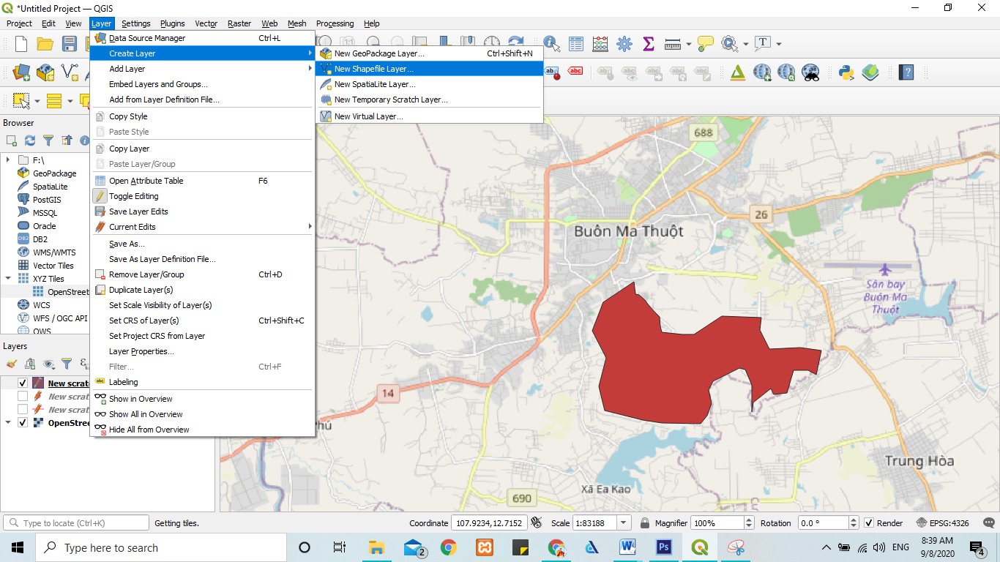 *Untitled Project — QGIS
Project Edit View Layer Settings Plugins Vector Raster Web Mesh Processing Help
Data Source Manager Ctrl+L
Create Layer
Add Layer
Embed Layers and Groups...
Add from Layer Definition File...
Copy Style
Paste Style
Copy Layer
Paste Layer/Group
Open Attribute Table F6
Toggle Editing
Save Layer Edits
Current Edits
Save As...
Save As Layer Definition File...
Remove Layer/Group Ctrl+D
Duplicate Layer(s)
Set Scale Visibility of Layer(s)
Set CRS of Layer(s) Ctrl+Shift+C
Set Project CRS from Layer
Layer Properties...
Filter... Ctrl+F
Labeling
Show in Overview
Show All in Overview
Hide All from Overview
New GeoPackage Layer... Ctrl+Shift+N
New Shapefile Layer...
New SpatiaLite Layer...
New Temporary Scratch Layer...
New Virtual Layer...
Browser
F:\
GeoPackage
SpatiaLite
PostGIS
MSSQL
Oracle
DB2
WMS/WMTS
Vector Tiles
XYZ Tiles
OpenStreet
WCS
WFS / OGC API
OWS
Layers
New scrat
New scrat
New scrat
OpenStree
688
26
Buôn Ma Thuột
Sân bay
Buôn Ma
Thuột
14
Phú
Trung Hòa
Xã Ea Kao
690
Type to locate (Ctrl+K) Getting tiles. Coordinate 107.9234,12.7152 Scale 1:83188 Magnifier 100% Rotation 0.0 ° Render EPSG:4326
Type here to search
2
W
Ps
ENG
8:39 AM
9/8/2020
4